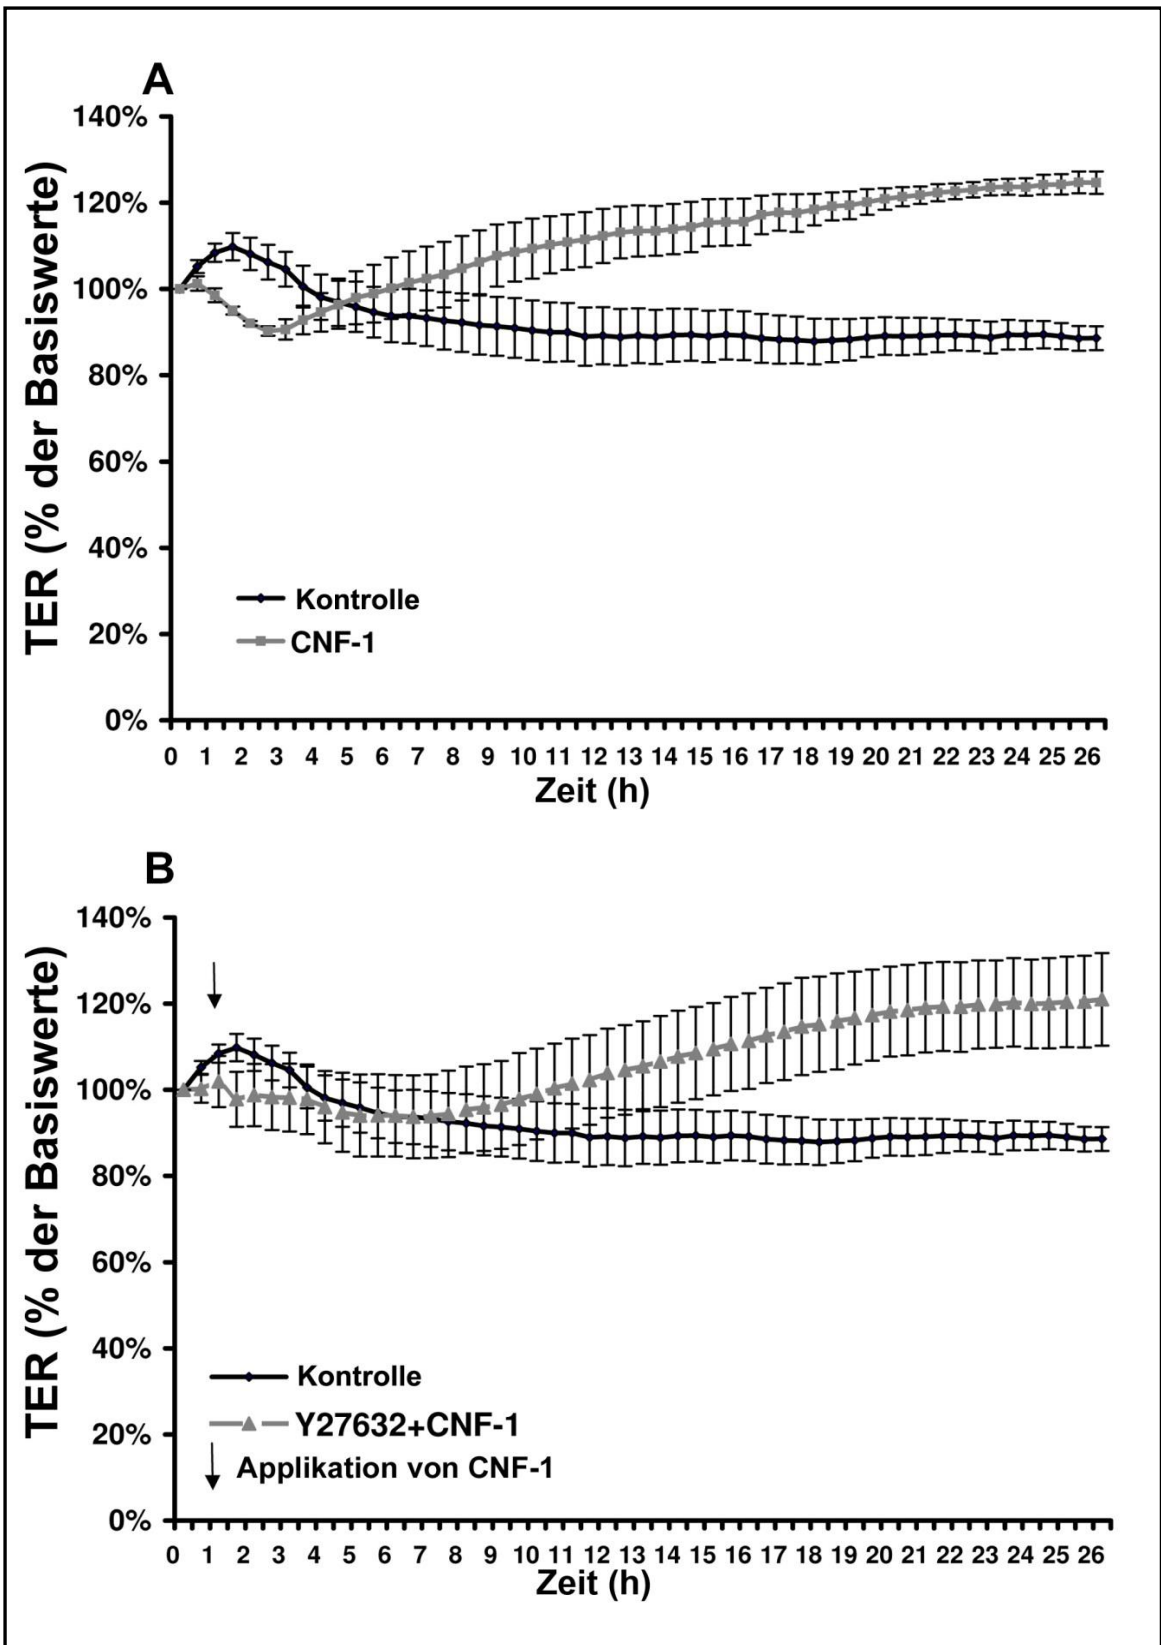 A
140%
120%
100%
80%
60%
40%
20%
0%
TER (% der Basiswerte)
Kontrolle
CNF-1
0 1 2 3 4 5 6 7 8 9 10 11 12 13 14 15 16 17 18 19 20 21 22 23 24 25 26
Zeit (h)
B
140%
120%
100%
80%
60%
40%
20%
0%
TER (% der Basiswerte)
Kontrolle
Y27632+CNF-1
Applikation von CNF-1
0 1 2 3 4 5 6 7 8 9 10 11 12 13 14 15 16 17 18 19 20 21 22 23 24 25 26
Zeit (h)